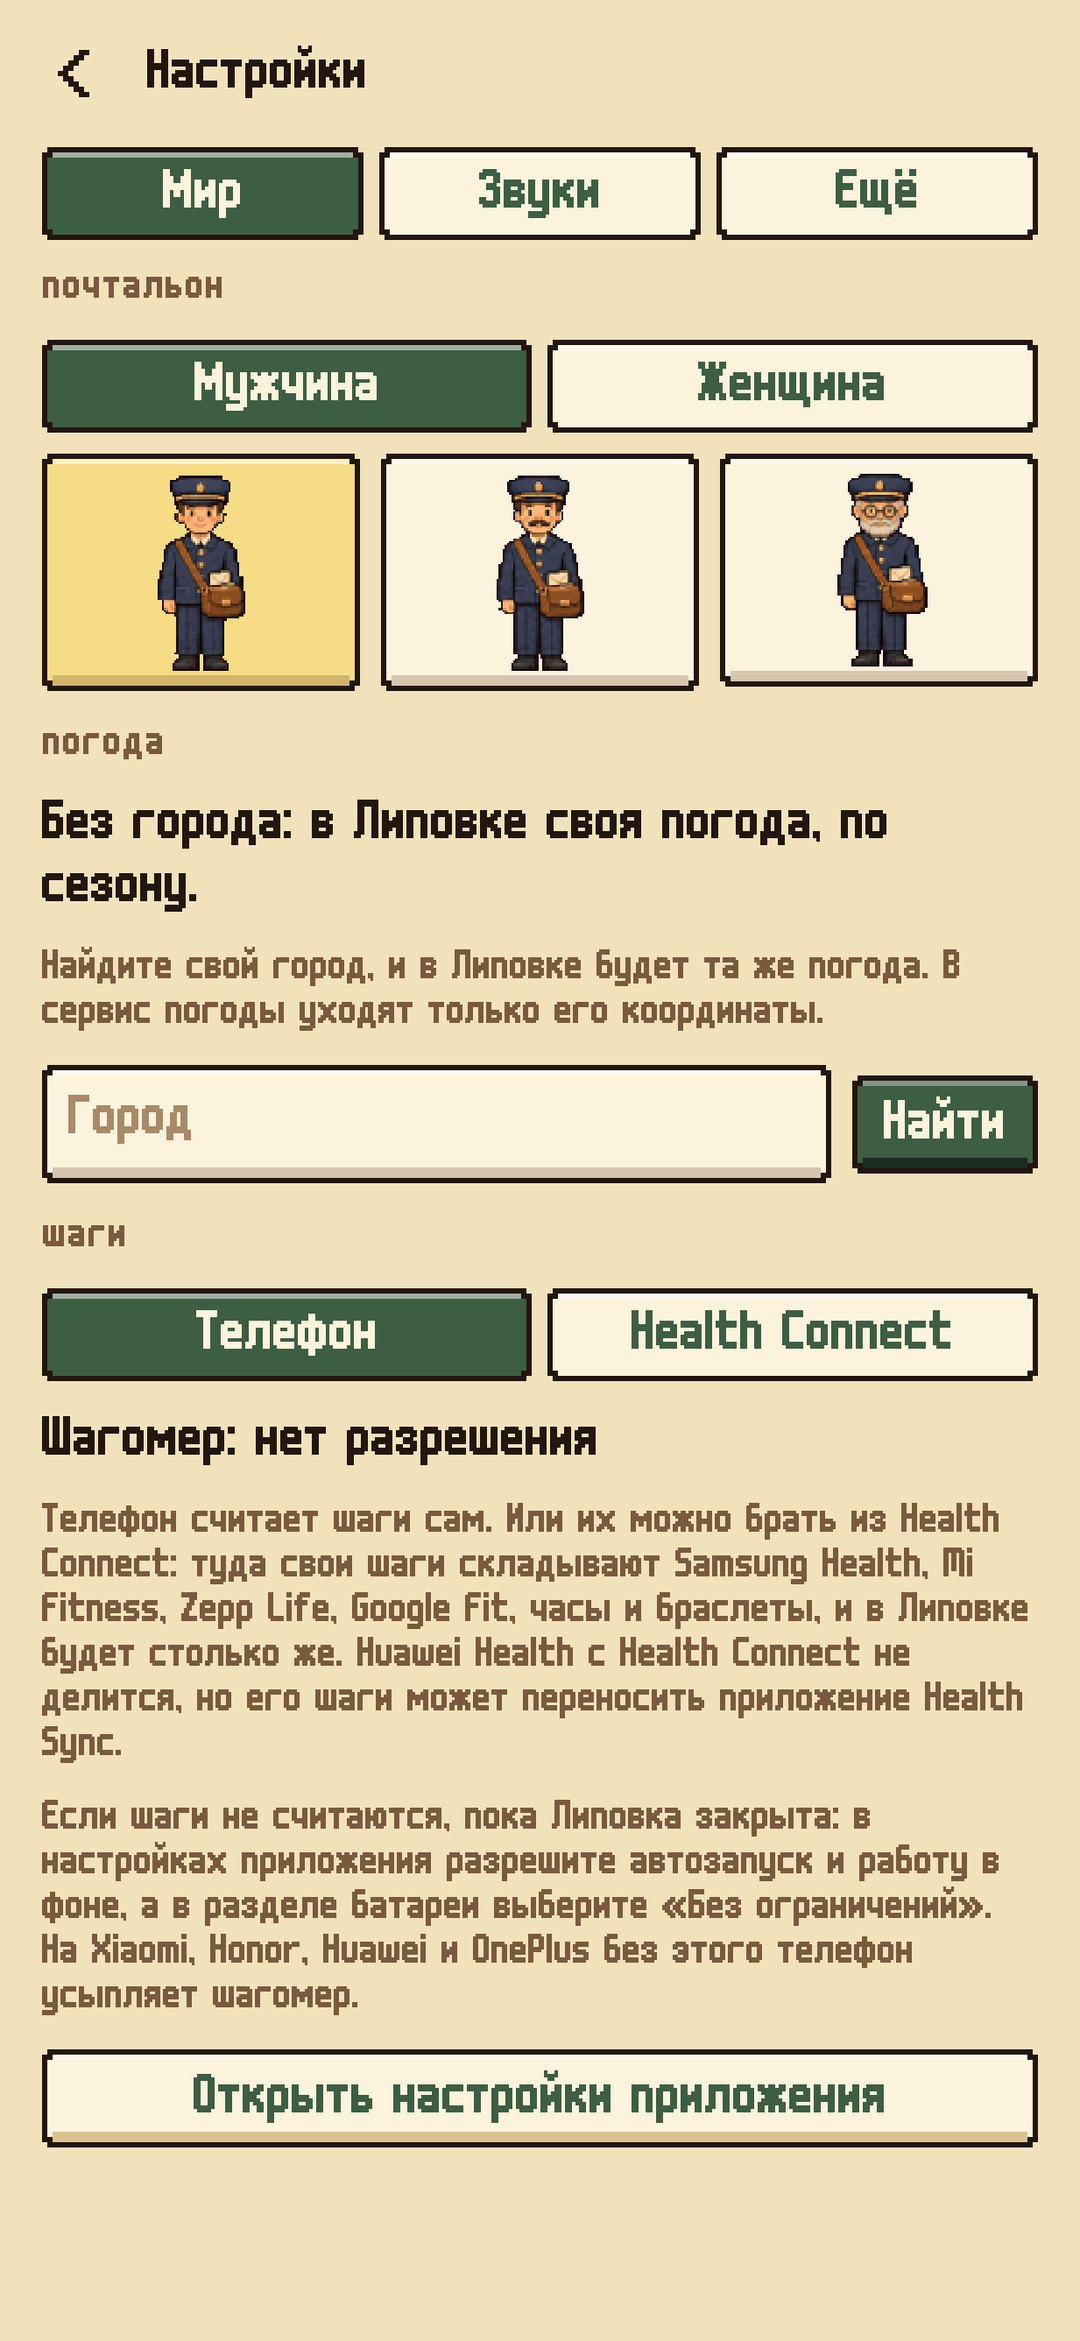 Настройки
Мир
Звуки
Ещё
почтальон
Мужчина
Женщина
погода
Без города: в Липовке своя погода, по
сезону.
Найдите свой город, и в Липовке будет та же погода. В
сервис погоды уходят только его координаты.
Город
Найти
шаги
Телефон
Health Connect
Шагомер: нет разрешения
Телефон считает шаги сам. Или их можно брать из Health
Connect: туда свои шаги складывают Samsung Health, Mi
Fitness, Zepp Life, Google Fit, часы и браслеты, и в Липовке
будет столько же. Huawei Health с Health Connect не
делится, но его шаги может переносить приложение Health
Sync.
Если шаги не считаются, пока Липовка закрыта: в
настройках приложения разрешите автозапуск и работу в
фоне, а в разделе батареи выберите «Без ограничений».
На Xiaomi, Honor, Huawei и OnePlus без этого телефон
усыпляет шагомер.
Открыть настройки приложения